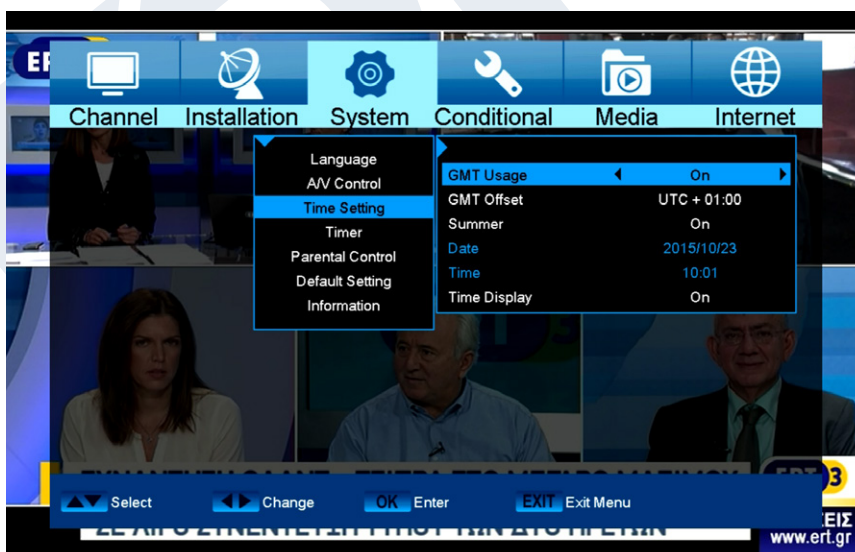 Channel Installation System Conditional Media Internet
Language
A/V Control
Time Setting
Timer
Parental Control
Default Setting
Information
GMT Usage On
GMT Offset UTC + 01:00
Summer On
Date 2015/10/23
Time 10:01
Time Display On
3
Select Change OK Enter EXIT Exit Menu
www.ert.gr